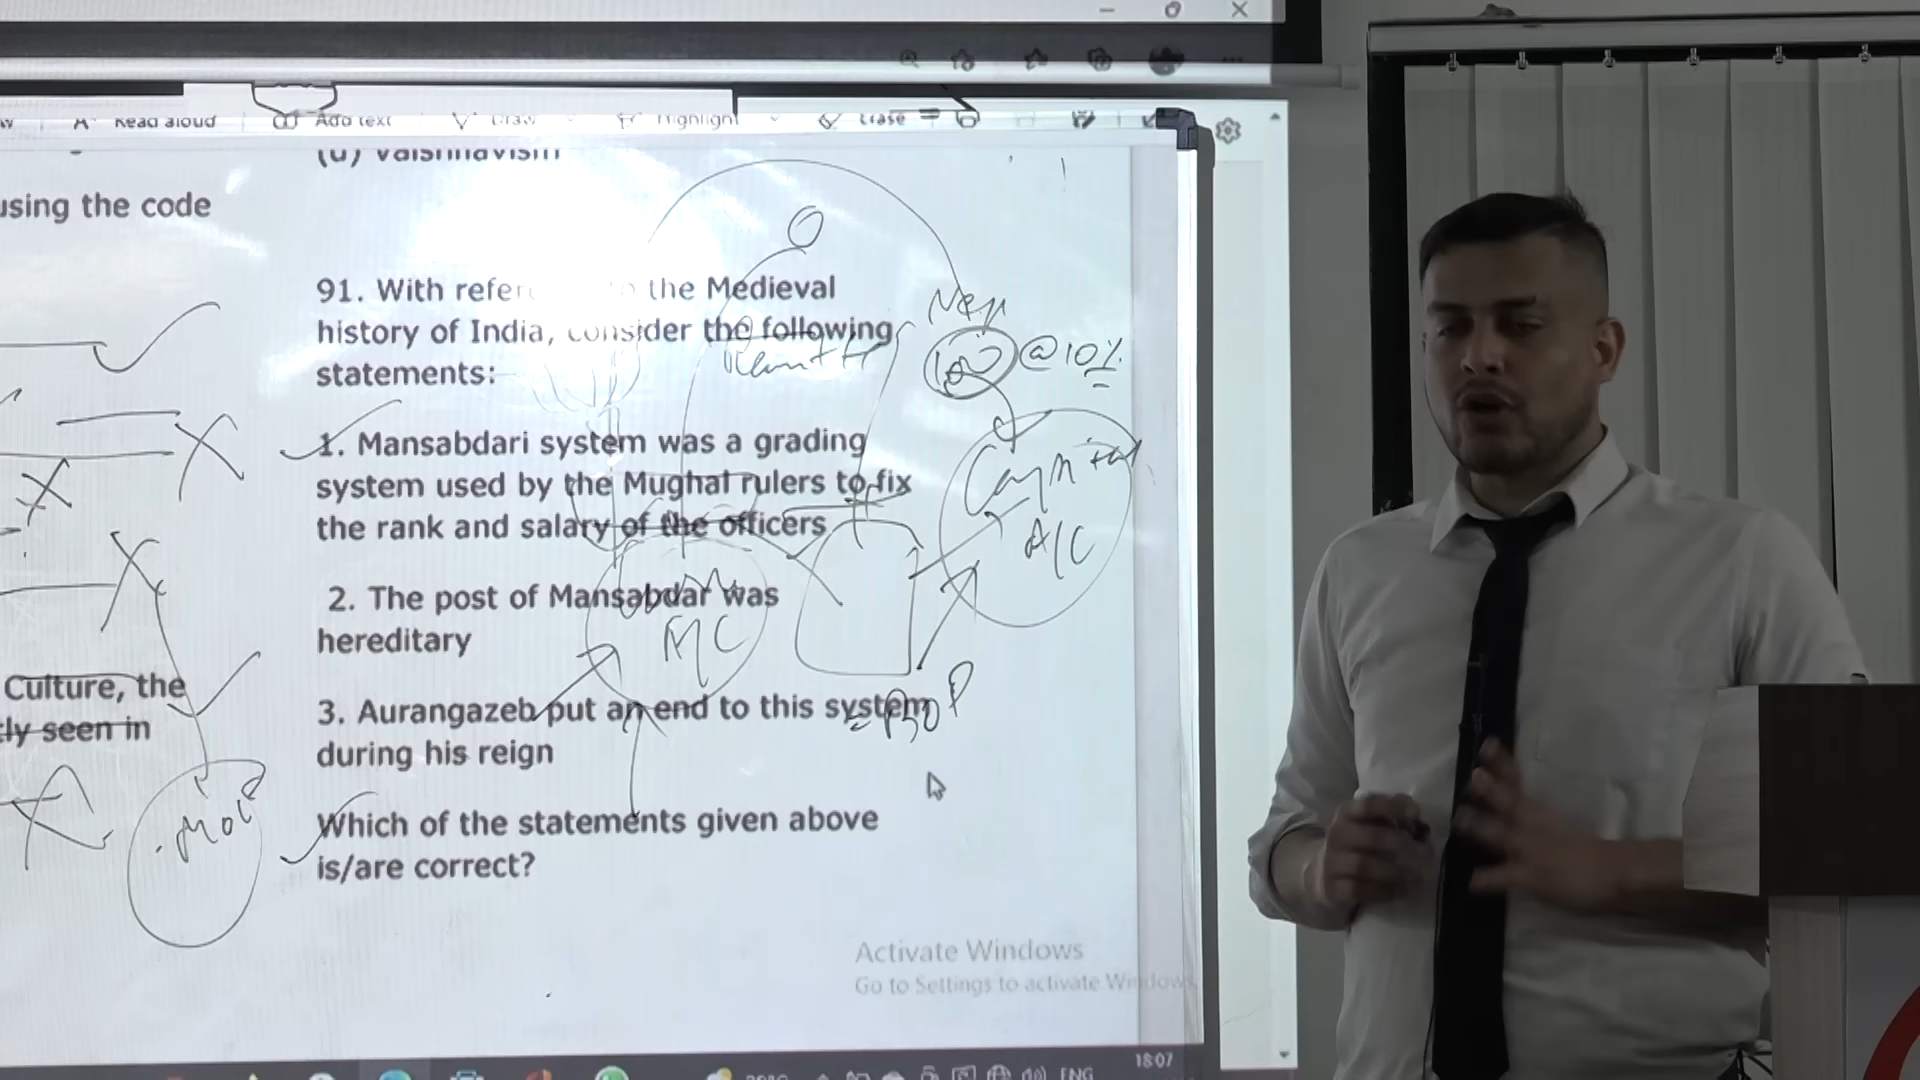 Read aloud
Add text
Draw
Highlight
Erase
(d) Vaishnavism
using the code
91. With the Medieval
history of India, consider the following
statements:
1. Mansabdari system was a grading
system used by the Mughal rulers to fix
the rank and salary of the officers
2. The post of Mansabdar was
hereditary
3. Aurangazeb put an end to this system
during his reign
Which of the statements given above
is/are correct?
Culture, the
seen in
100 @ 10%
A/C
A/C
BOP
Activate Windows
Go to Settings to activate Windows
18:07
ENG